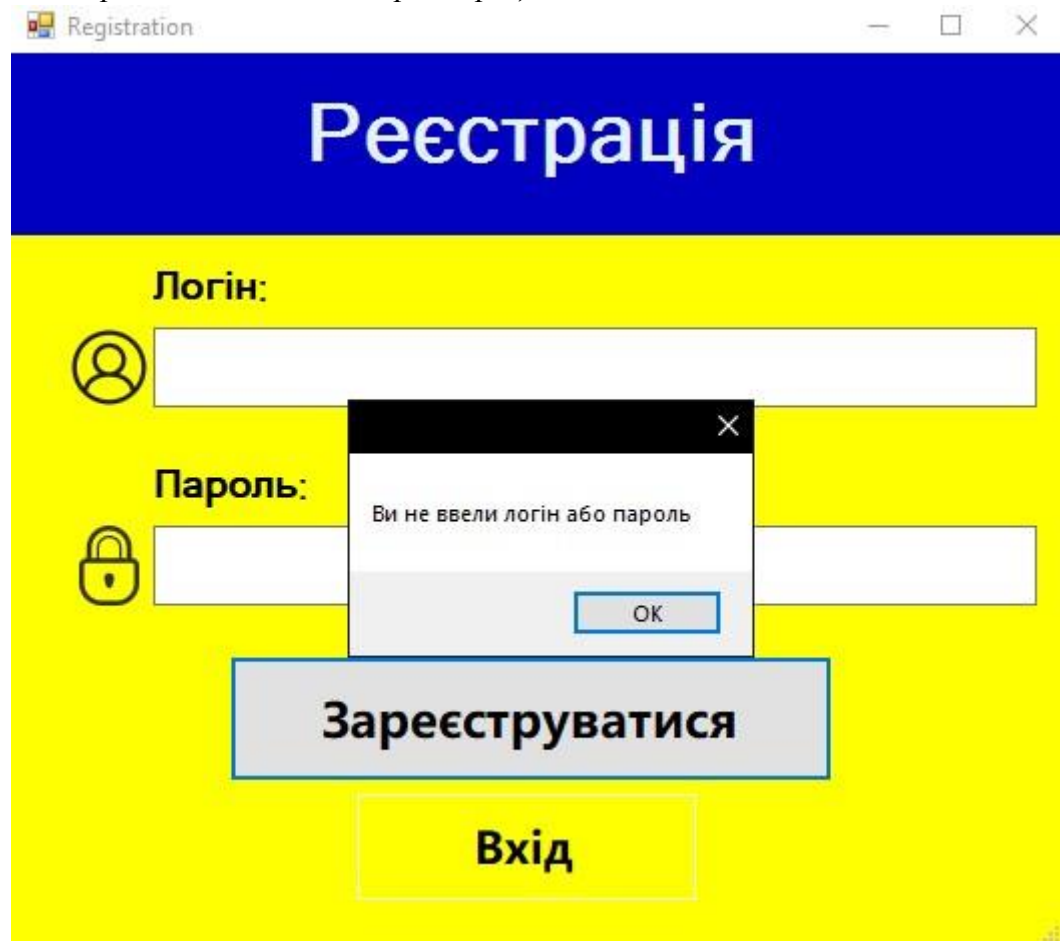 Registration
Реєстрація
Логін:
Пароль:
Ви не ввели логін або пароль
OK
Зареєструватися
Вхід